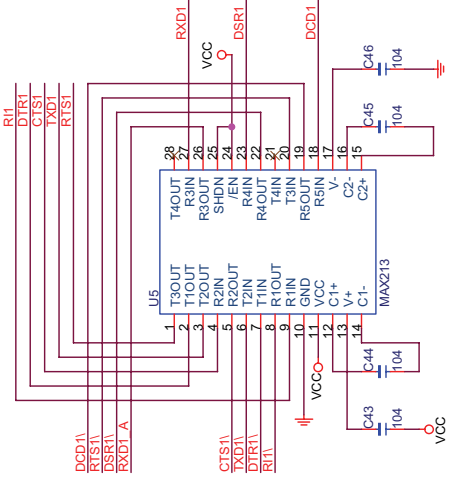 RXD1
DSR1
DCD1
VCC
RI1
DTR1
CTS1
TXD1
RTS1
C46
104
C45
104
28
27
26
25
24
23
22
21
20
19
18
17
16
15
T4OUT
R3IN
R3OUT
SHDN
/EN
R4IN
R4OUT
T4IN
T3IN
R5OUT
R5IN
V-
C2-
C2+
U5
MAX213
T3OUT
T1OUT
T2OUT
R2IN
R2OUT
T2IN
T1IN
R1OUT
R1IN
GND
VCC
C1+
V+
C1-
1
2
3
4
5
6
7
8
9
10
11
12
13
14
DCD1\
RTS1\
DSR1\
RXD1_A
CTS1\
TXD1\
DTR1\
RI1\
VCC
C44
104
C43
104
VCC